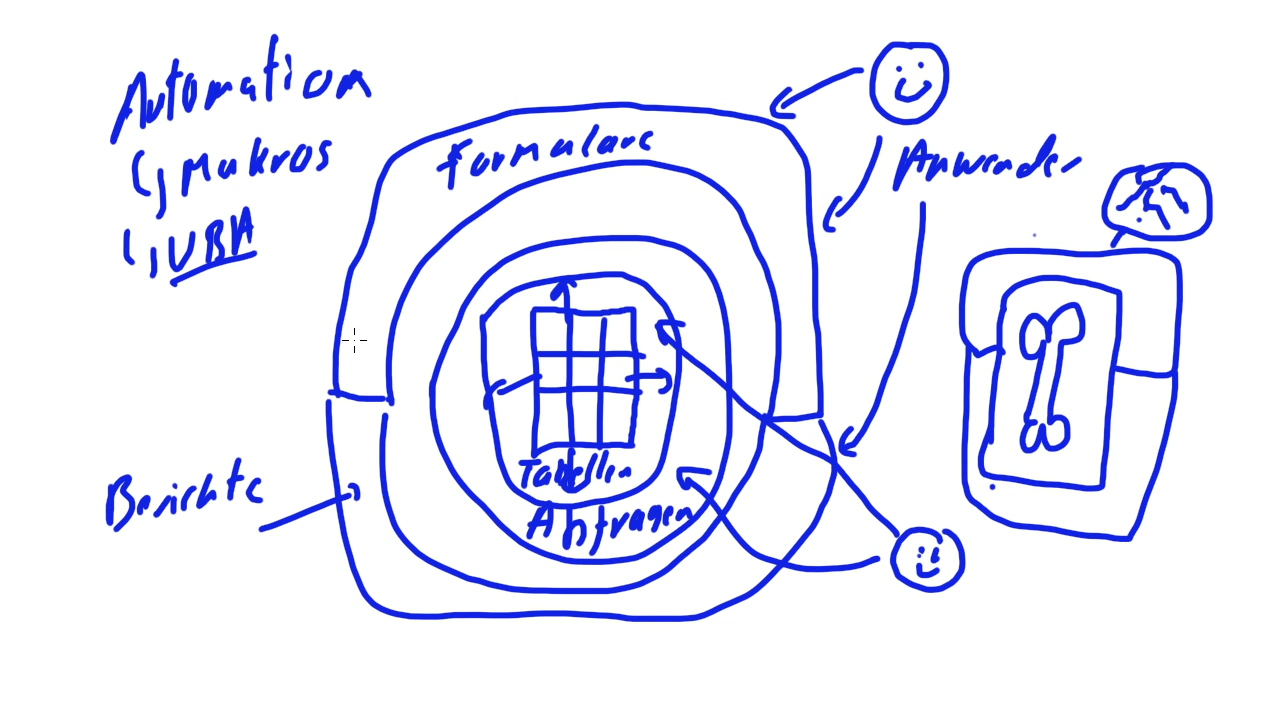 Automation
Makros
VBA
Formulare
Anwender
Tabellen
Abfragen
Berichte